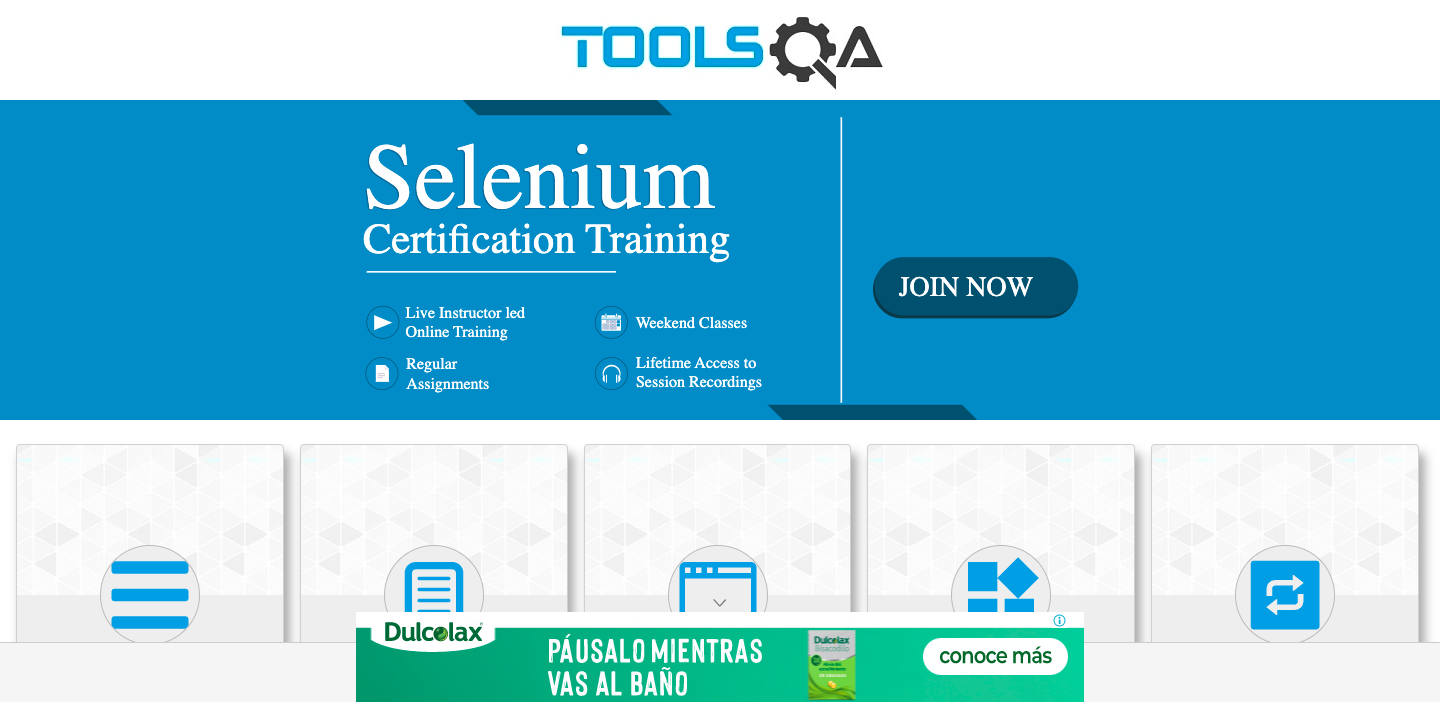 TOOLSQA
Selenium
Certification Training
Live Instructor led
Online Training
Weekend Classes
Regular
Assignments
Lifetime Access to
Session Recordings
JOIN NOW
Dulcolax
PÁUSALO MIENTRAS
VAS AL BAÑO
Dulcolax
Bisacodilo
conoce más